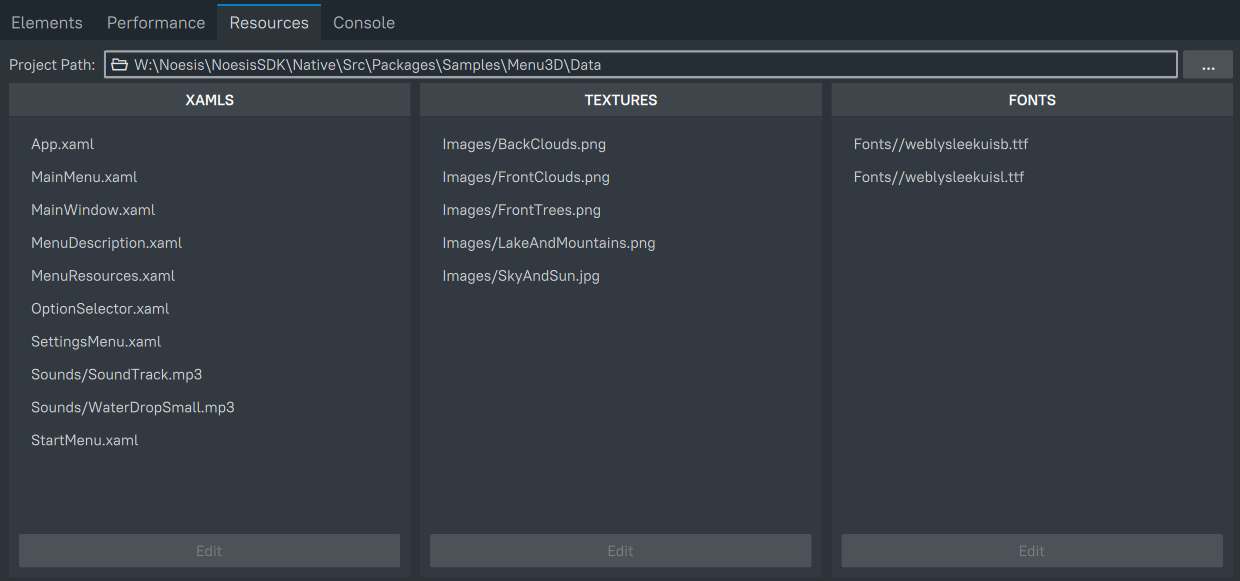 Elements Performance Resources Console
Project Path: W:\Noesis\NoesisSDK\Native\Src\Packages\Samples\Menu3D\Data ...
XAMLS
App.xaml
MainMenu.xaml
MainWindow.xaml
MenuDescription.xaml
MenuResources.xaml
OptionSelector.xaml
SettingsMenu.xaml
Sounds/SoundTrack.mp3
Sounds/WaterDropSmall.mp3
StartMenu.xaml
Edit
TEXTURES
Images/BackClouds.png
Images/FrontClouds.png
Images/FrontTrees.png
Images/LakeAndMountains.png
Images/SkyAndSun.jpg
Edit
FONTS
Fonts//weblysleekuisb.ttf
Fonts//weblysleekuisl.ttf
Edit